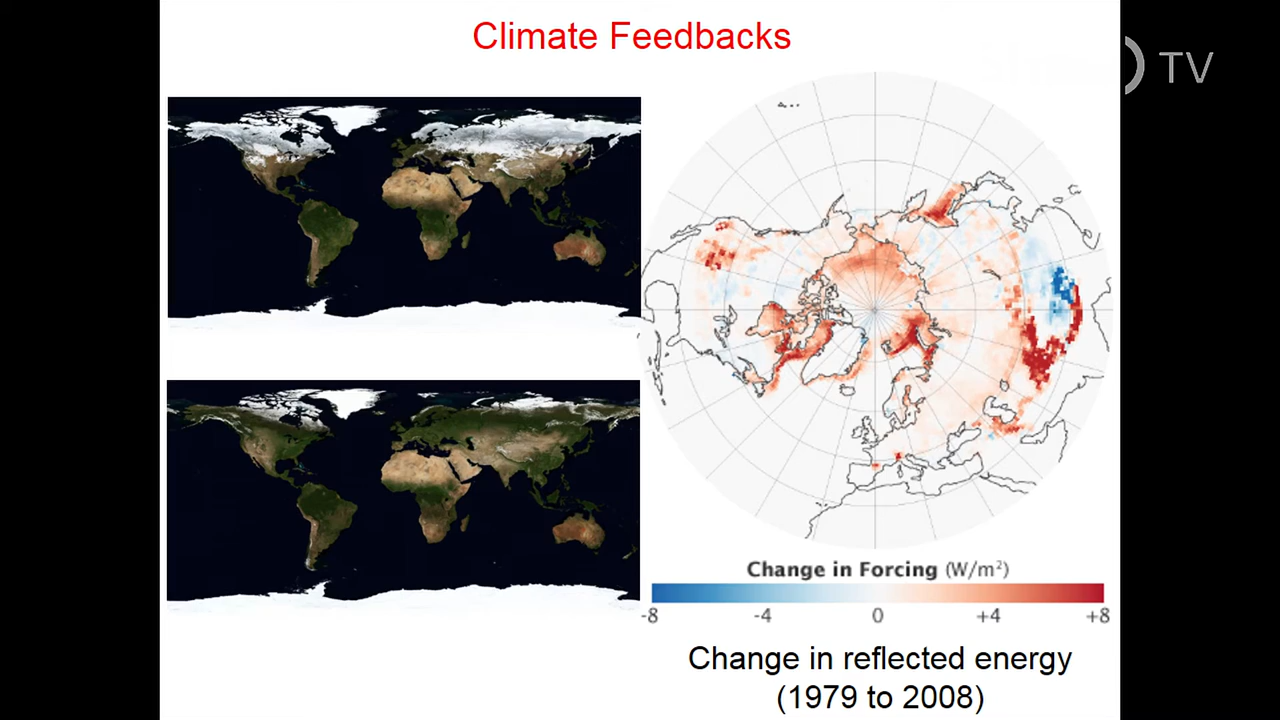 Climate Feedbacks
TV
Change in Forcing (W/m²)
-8 -4 0 +4 +8
Change in reflected energy
(1979 to 2008)